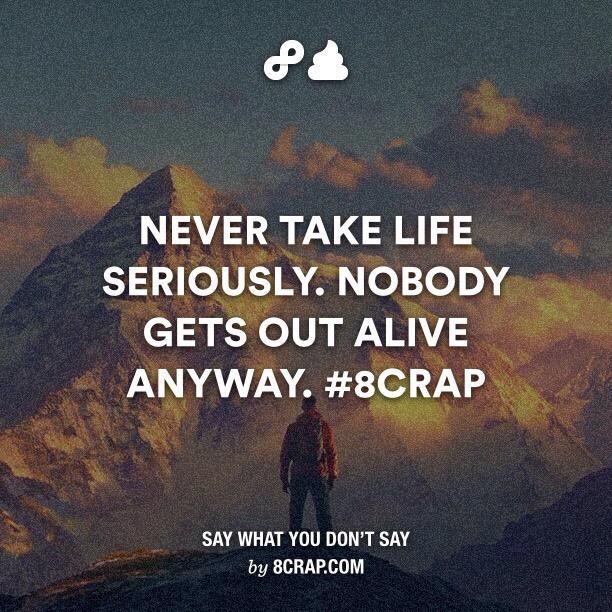 NEVER TAKE LIFE
SERIOUSLY. NOBODY
GETS OUT ALIVE
ANYWAY. #8CRAP
SAY WHAT YOU DON'T SAY
by 8CRAP.COM